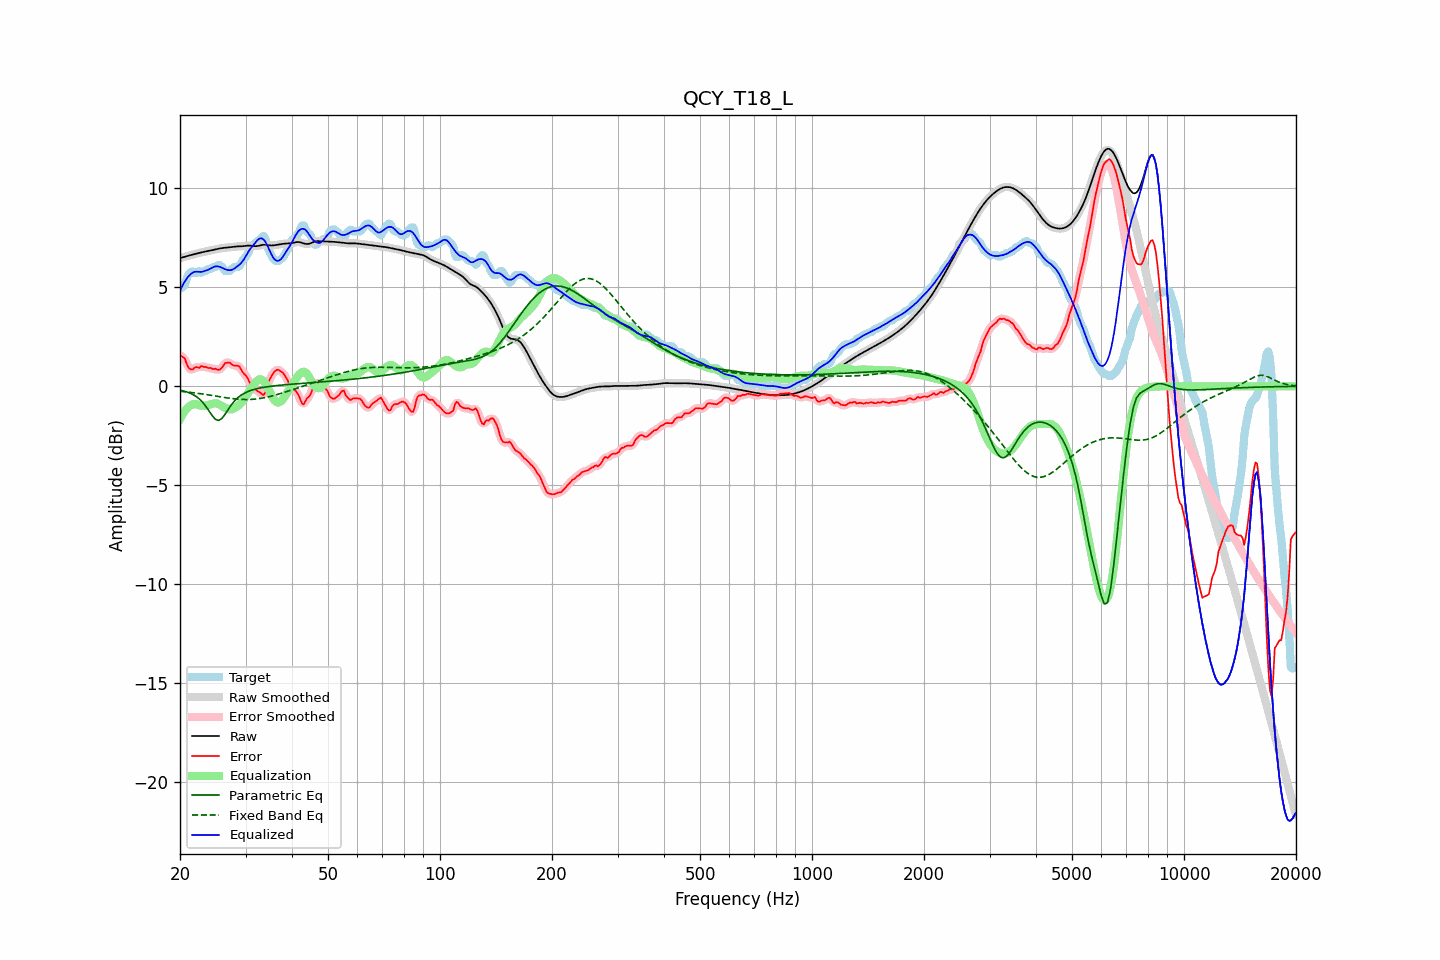 QCY_T18_L
Amplitude (dBr)
10
5
0
−5
−10
−15
−20
Target
Raw Smoothed
Error Smoothed
Raw
Error
Equalization
Parametric Eq
Fixed Band Eq
Equalized
20 50 100 200 500 1000 2000 5000 10000 20000
Frequency (Hz)